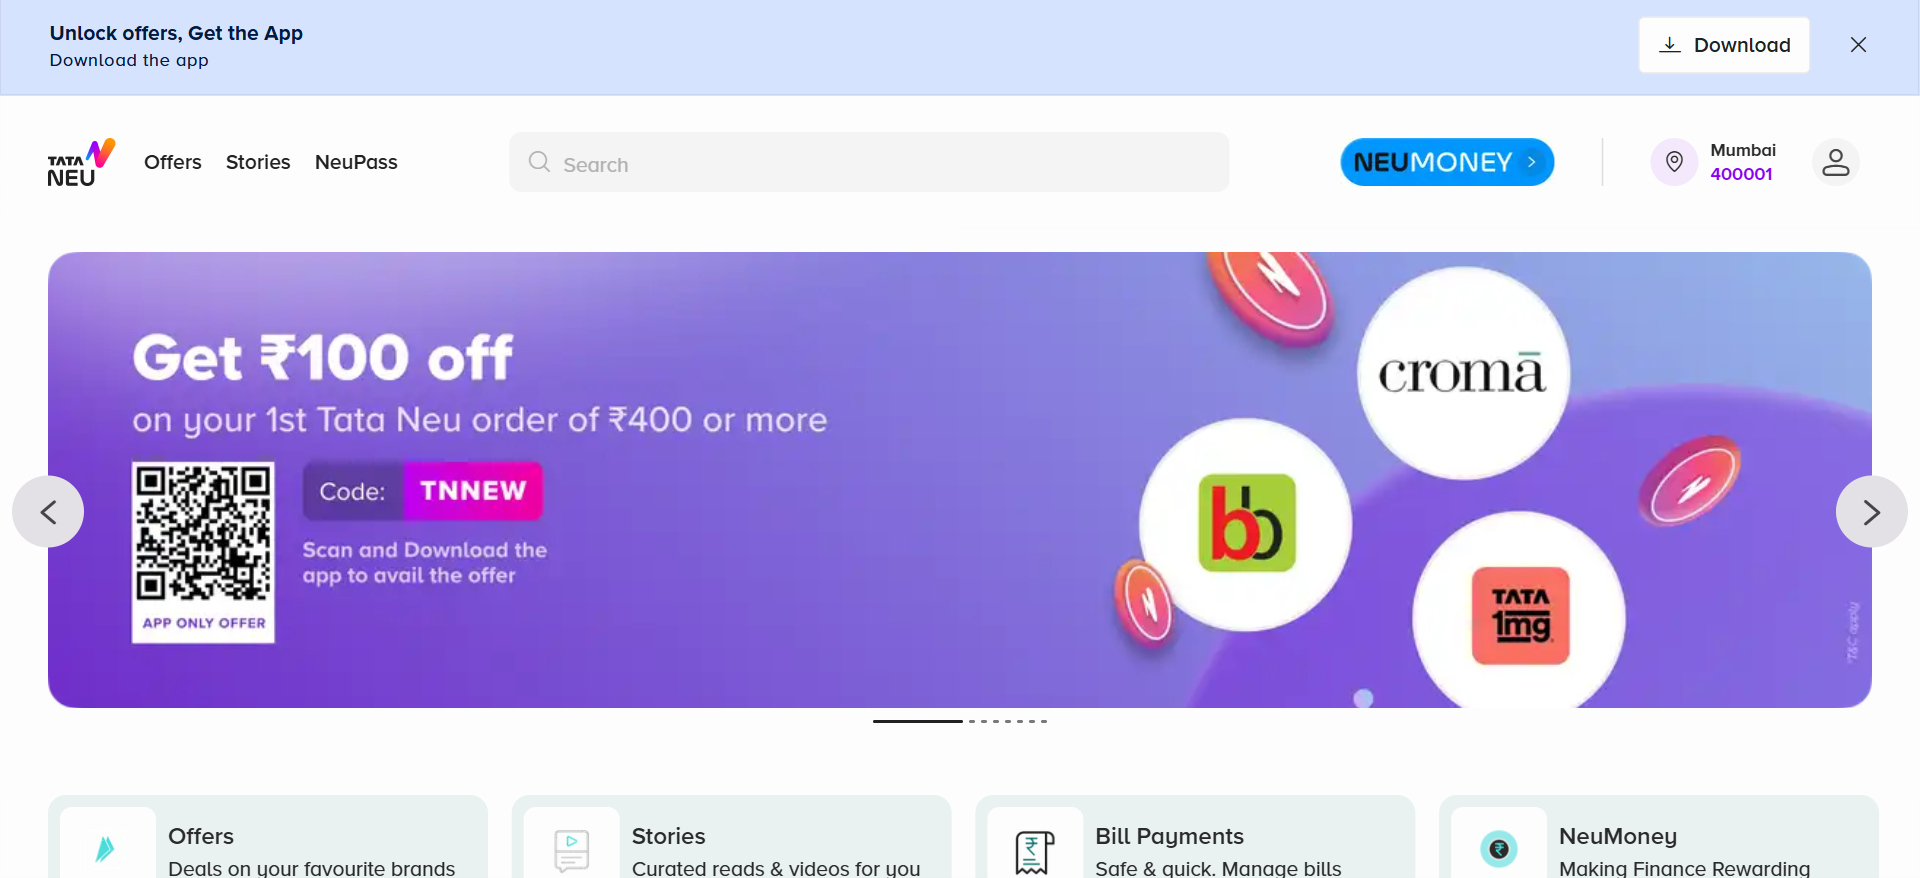 Unlock offers, Get the App
Download the app
Download
TATA
NEU
Offers
Stories
NeuPass
Search
NEUMONEY
Mumbai
400001
Get ₹100 off
on your 1st Tata Neu order of ₹400 or more
Code: TNNEW
Scan and Download the
app to avail the offer
APP ONLY OFFER
cromā
bb
TATA
1mg
*T&C apply
Offers
Deals on your favourite brands
Stories
Curated reads & videos for you
Bill Payments
Safe & quick. Manage bills
NeuMoney
Making Finance Rewarding